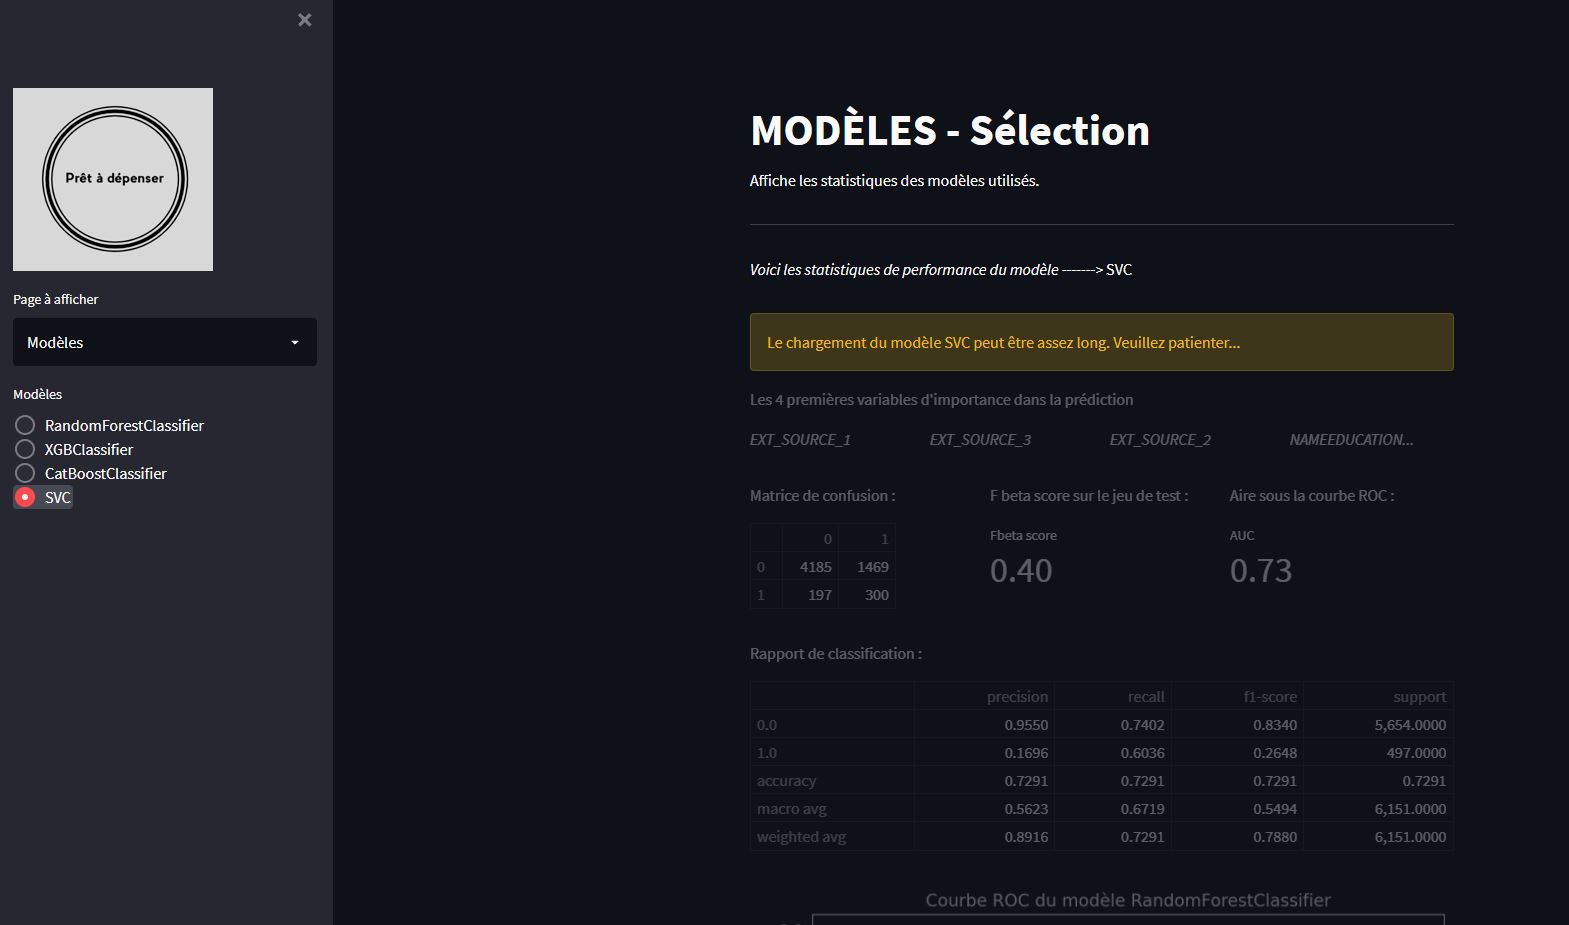 ×
Prêt à dépenser
Page à afficher
Modèles
Modèles
RandomForestClassifier
XGBClassifier
CatBoostClassifier
SVC
MODÈLES - Sélection
Affiche les statistiques des modèles utilisés.
Voici les statistiques de performance du modèle -------> SVC
Le chargement du modèle SVC peut être assez long. Veuillez patienter...
Les 4 premières variables d'importance dans la prédiction
EXT_SOURCE_1 EXT_SOURCE_3 EXT_SOURCE_2 NAMEEDUCATION...
Matrice de confusion : F beta score sur le jeu de test : Aire sous la courbe ROC :
Fbeta score AUC
0.40 0.73
0 1
0 4185 1469
1 197 300
Rapport de classification :
precision recall f1-score support
0.0 0.9550 0.7402 0.8340 5,654.0000
1.0 0.1696 0.6036 0.2648 497.0000
accuracy 0.7291 0.7291 0.7291 0.7291
macro avg 0.5623 0.6719 0.5494 6,151.0000
weighted avg 0.8916 0.7291 0.7880 6,151.0000
Courbe ROC du modèle RandomForestClassifier